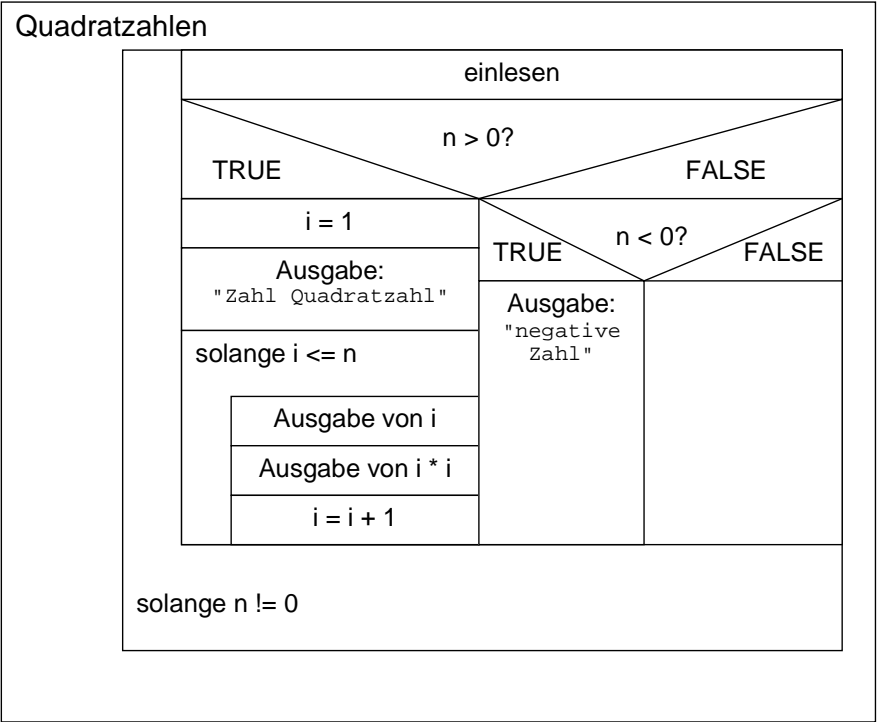 Quadratzahlen
einlesen
n > 0?
TRUE
FALSE
i = 1
Ausgabe:
"Zahl Quadratzahl"
solange i <= n
Ausgabe von i
Ausgabe von i * i
i = i + 1
n < 0?
TRUE
FALSE
Ausgabe:
"negative
Zahl"
solange n != 0